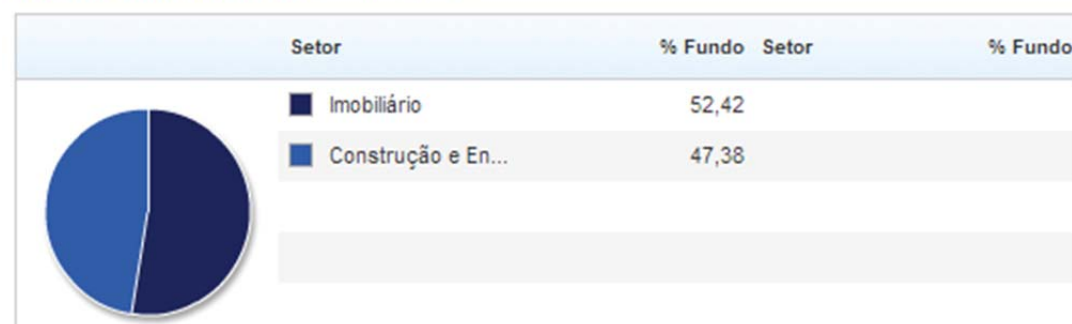 Setor % Fundo Setor % Fundo
Imobiliário 52,42
Construção e En... 47,38